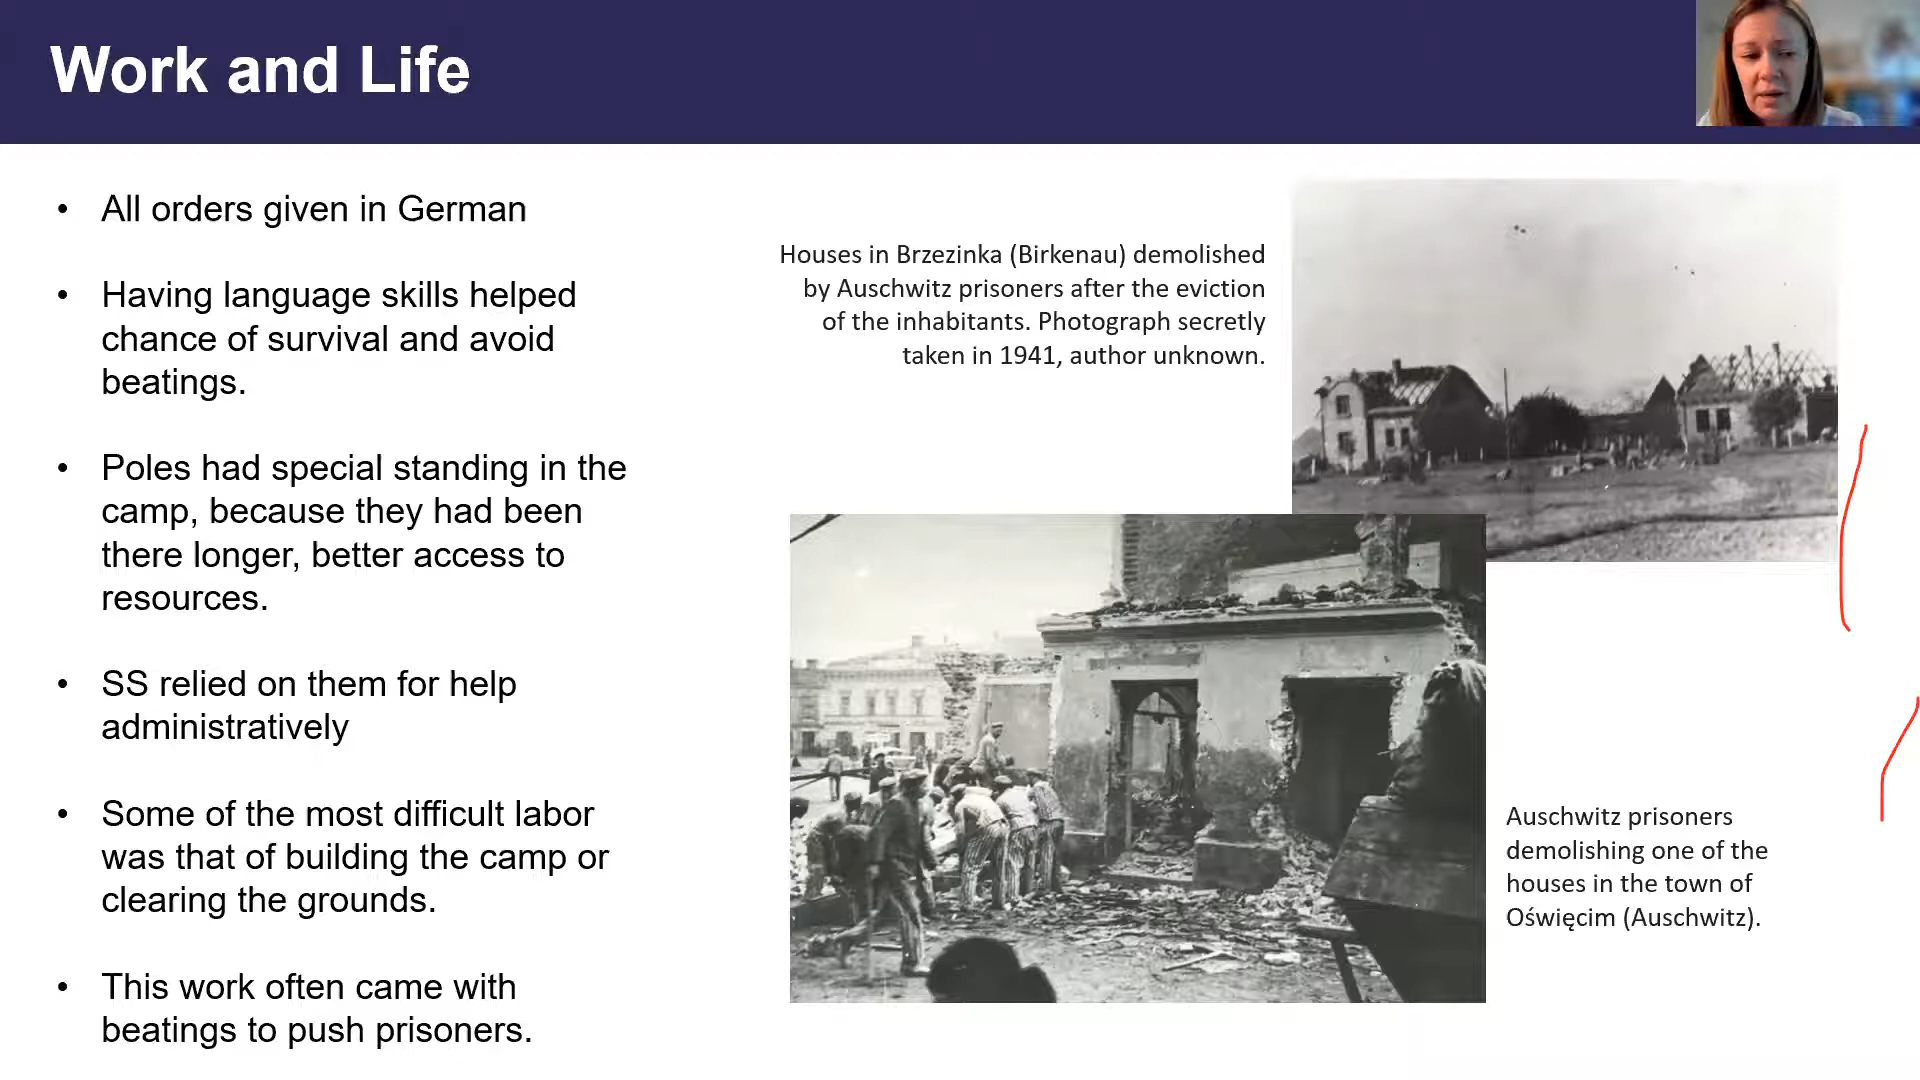 Work and Life
• All orders given in German
• Having language skills helped
chance of survival and avoid
beatings.
• Poles had special standing in the
camp, because they had been
there longer, better access to
resources.
• SS relied on them for help
administratively
• Some of the most difficult labor
was that of building the camp or
clearing the grounds.
• This work often came with
beatings to push prisoners.
Houses in Brzezinka (Birkenau) demolished
by Auschwitz prisoners after the eviction
of the inhabitants. Photograph secretly
taken in 1941, author unknown.
Auschwitz prisoners
demolishing one of the
houses in the town of
Oświęcim (Auschwitz).